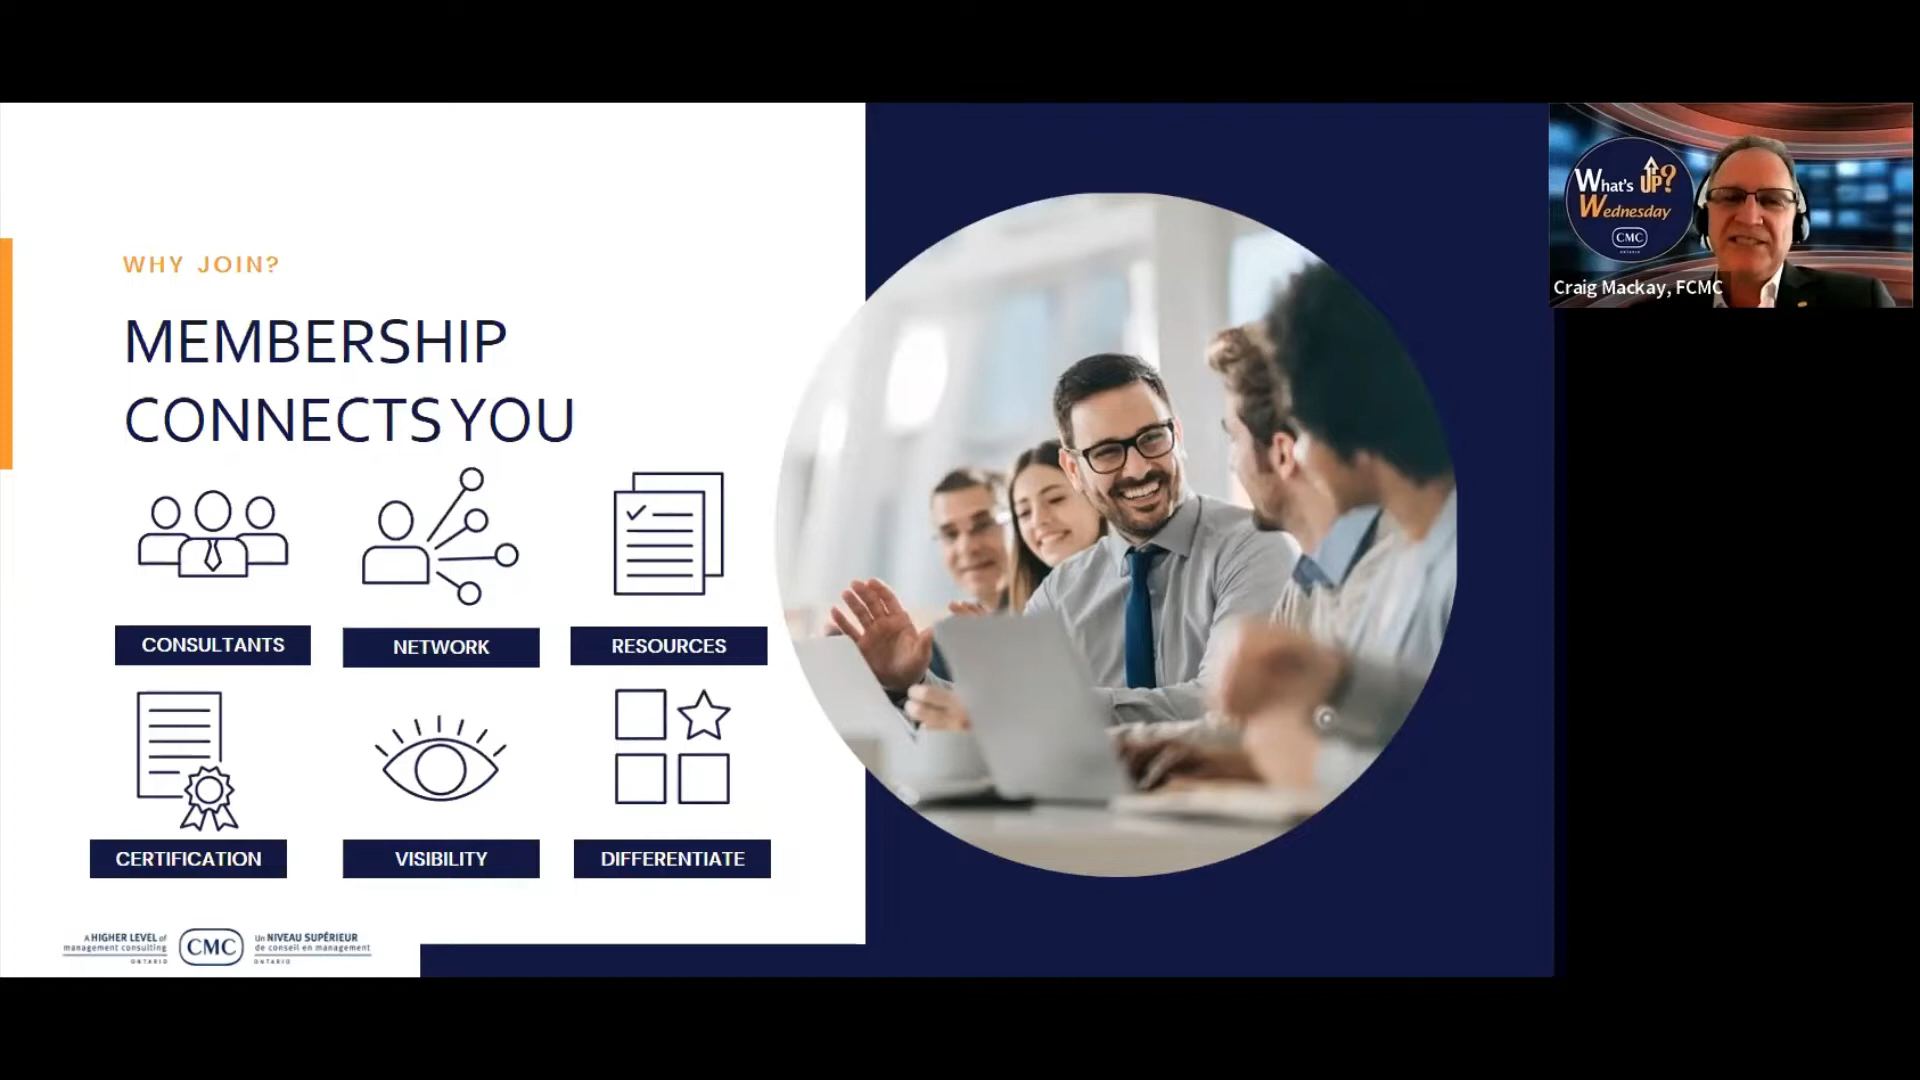 WHY JOIN?
MEMBERSHIP
CONNECTS YOU
CONSULTANTS
NETWORK
RESOURCES
CERTIFICATION
VISIBILITY
DIFFERENTIATE
A HIGHER LEVEL of
management consulting
ONTARIO
CMC
Un NIVEAU SUPÉRIEUR
de conseil en management
ONTARIO
What's UP?
Wednesday
CMC
ONTARIO
Craig Mackay, FCMC